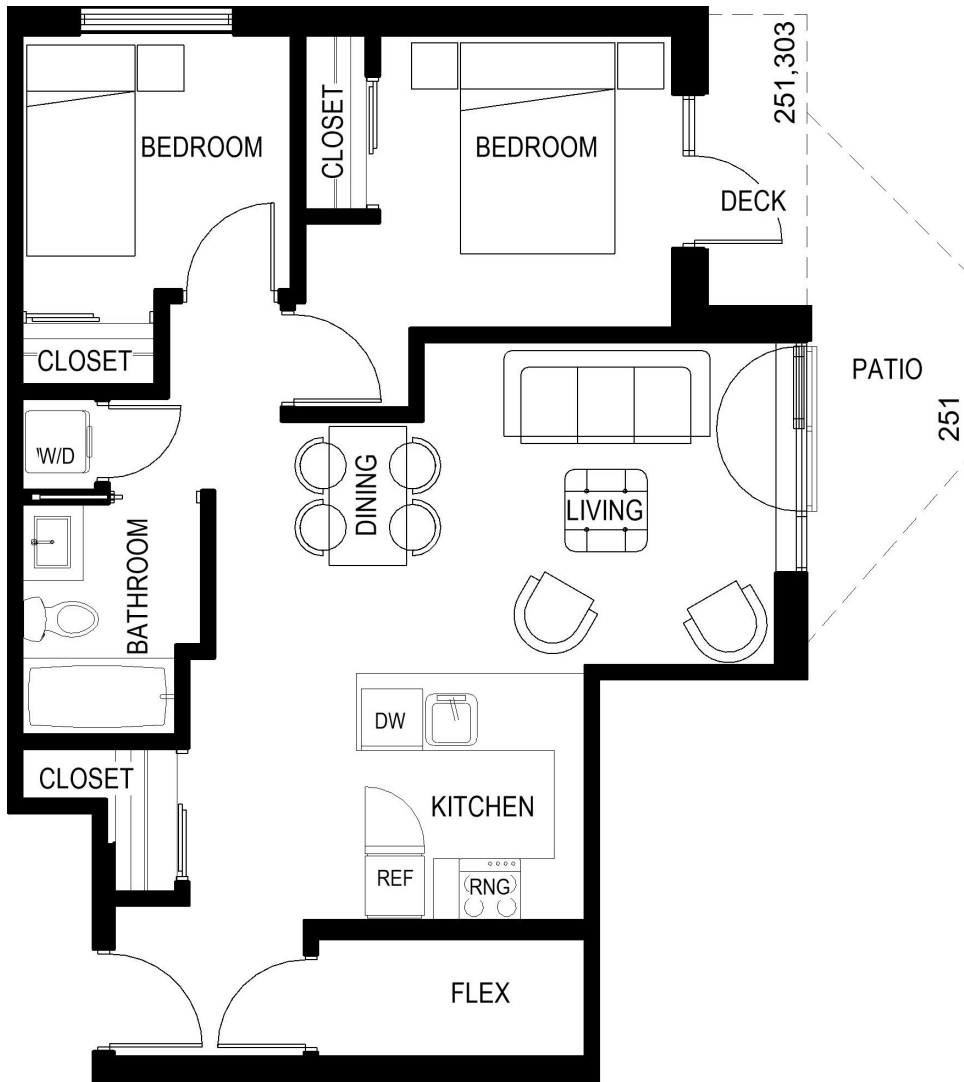 251,303
BEDROOM
CLOSET
BEDROOM
DECK
CLOSET
PATIO
251
W/D
DINING
LIVING
BATHROOM
DW
CLOSET
KITCHEN
REF
RNG
FLEX